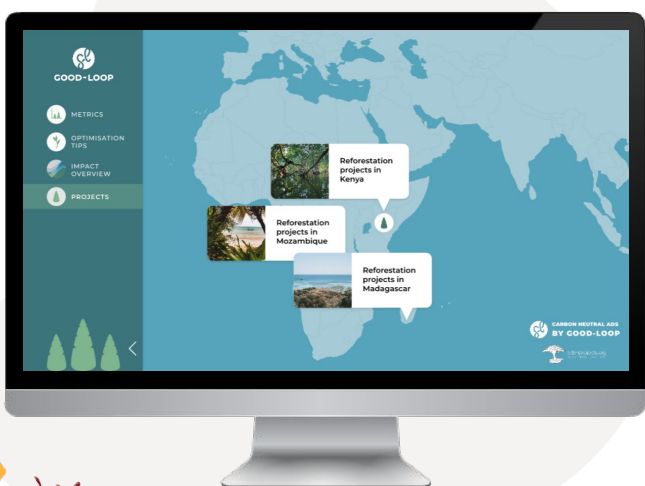 GOOD-LOOP
METRICS
OPTIMISATION
TIPS
IMPACT
OVERVIEW
PROJECTS
Reforestation
projects in
Kenya
Reforestation
projects in
Mozambique
Reforestation
projects in
Madagascar
CARBON NEUTRAL ADS
BY GOOD-LOOP